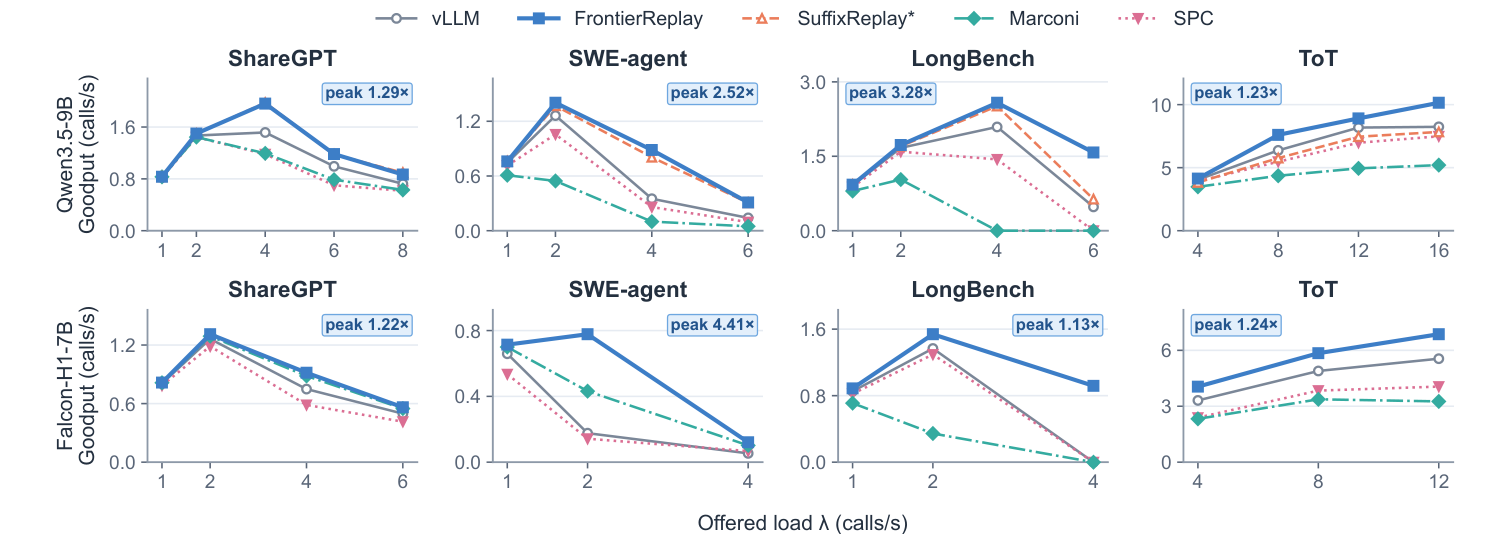 vLLM FrontierReplay SuffixReplay* Marconi SPC
ShareGPT SWE-agent LongBench ToT
Qwen3.5-9B
Goodput (calls/s)
peak 1.29× peak 2.52× peak 3.28× peak 1.23×
1.6
0.8
0.0
1 2 4 6 8
1.2
0.6
0.0
1 2 4 6
3.0
1.5
0.0
1 2 4 6
10
5
0
4 8 12 16
ShareGPT SWE-agent LongBench ToT
Falcon-H1-7B
Goodput (calls/s)
peak 1.22× peak 4.41× peak 1.13× peak 1.24×
1.2
0.6
0.0
1 2 4 6
0.8
0.4
0.0
1 2 4
1.6
0.8
0.0
1 2 4
6
3
0
4 8 12
Offered load λ (calls/s)